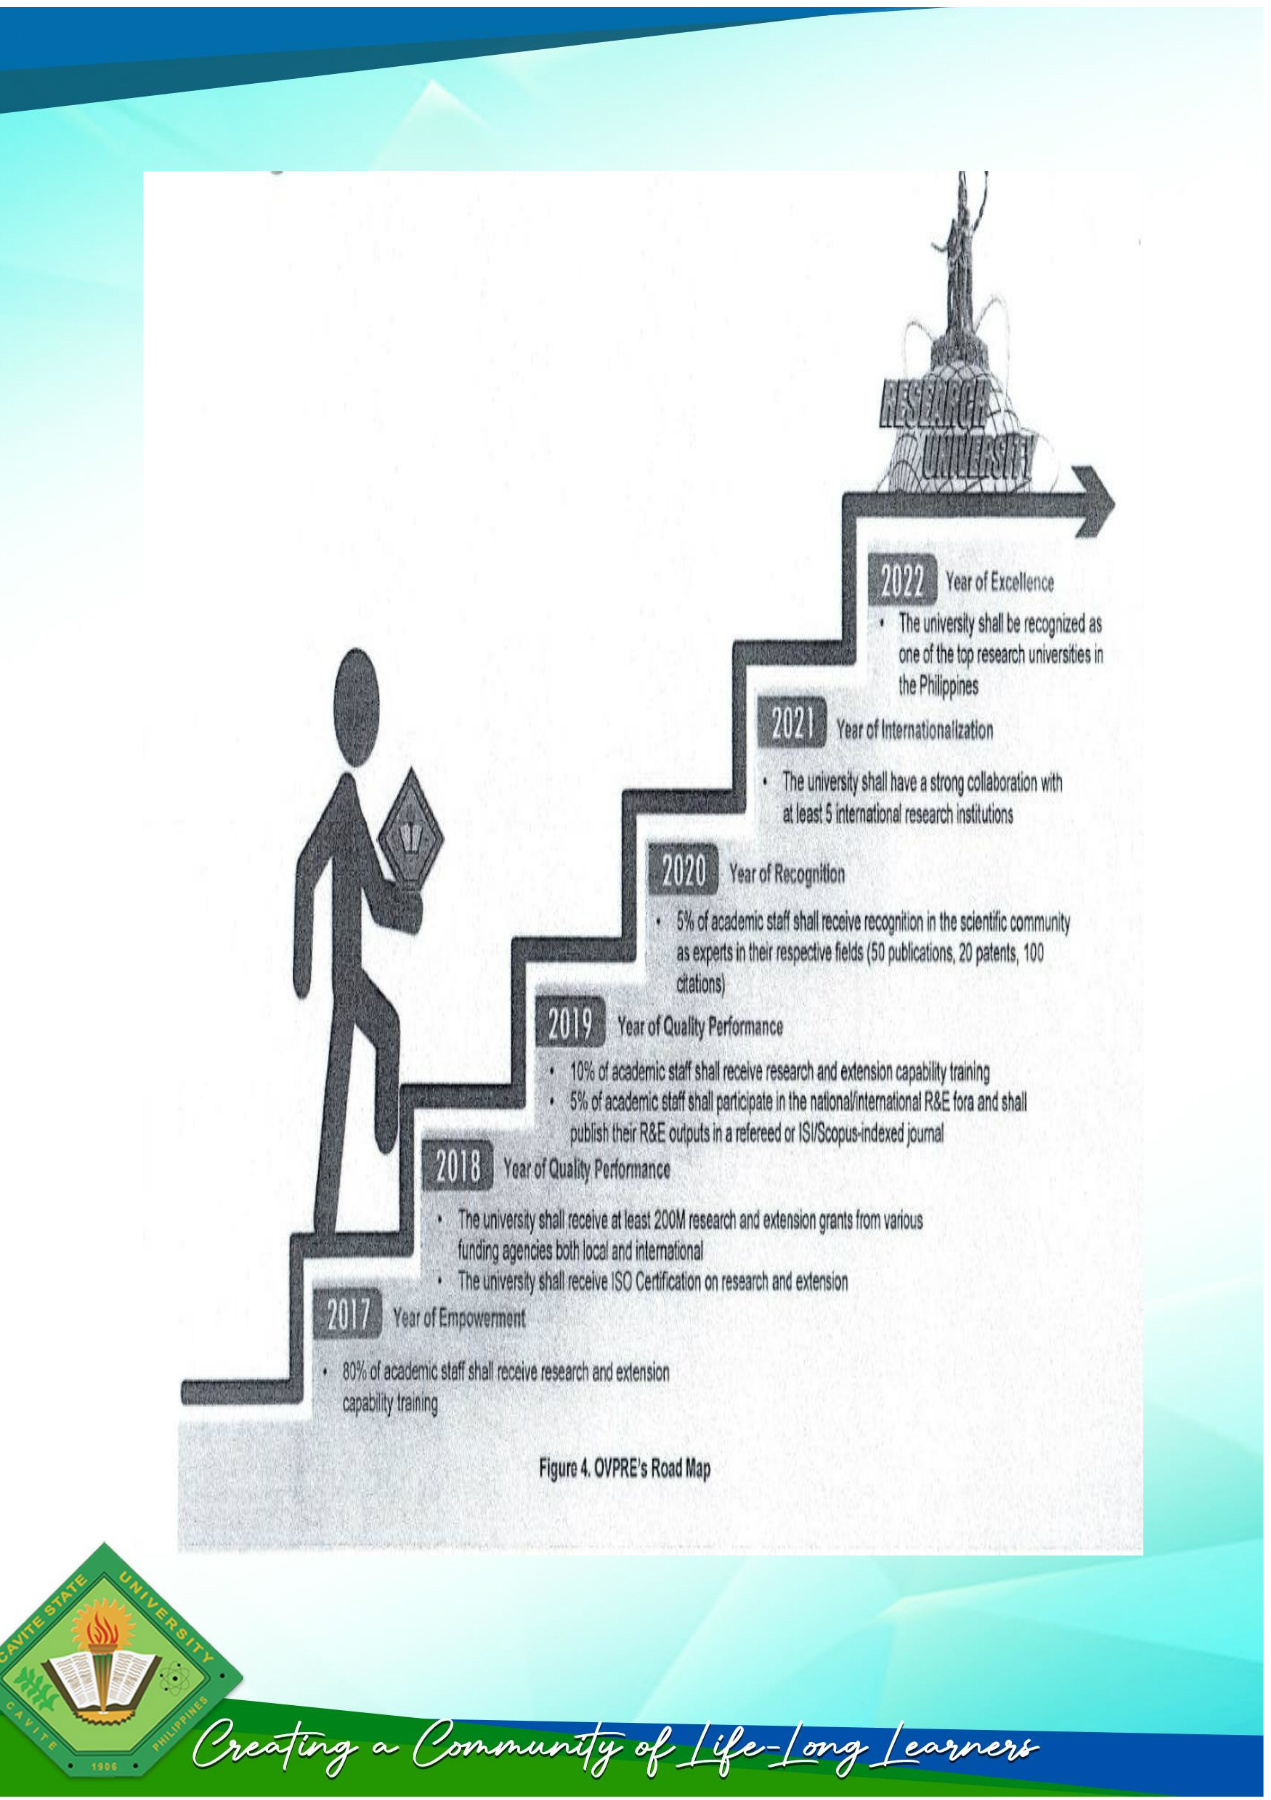 RESEARCH
UNIVERSITY
2022 Year of Excellence
• The university shall be recognized as
one of the top research universities in
the Philippines
2021 Year of Internationalization
• The university shall have a strong collaboration with
at least 5 international research institutions
2020 Year of Recognition
• 5% of academic staff shall receive recognition in the scientific community
as experts in their respective fields (50 publications, 20 patents, 100
citations)
2019 Year of Quality Performance
• 10% of academic staff shall receive research and extension capability training
• 5% of academic staff shall participate in the national/international R&E fora and shall
publish their R&E outputs in a refereed or ISI/Scopus-indexed journal
2018 Year of Quality Performance
• The university shall receive at least 200M research and extension grants from various
funding agencies both local and international
• The university shall receive ISO Certification on research and extension
2017 Year of Empowerment
• 80% of academic staff shall receive research and extension
capability training
Figure 4. OVPRE's Road Map
CAVITE STATE UNIVERSITY
CAVITE 1906 PHILIPPINES
Creating a Community of Life-Long Learners